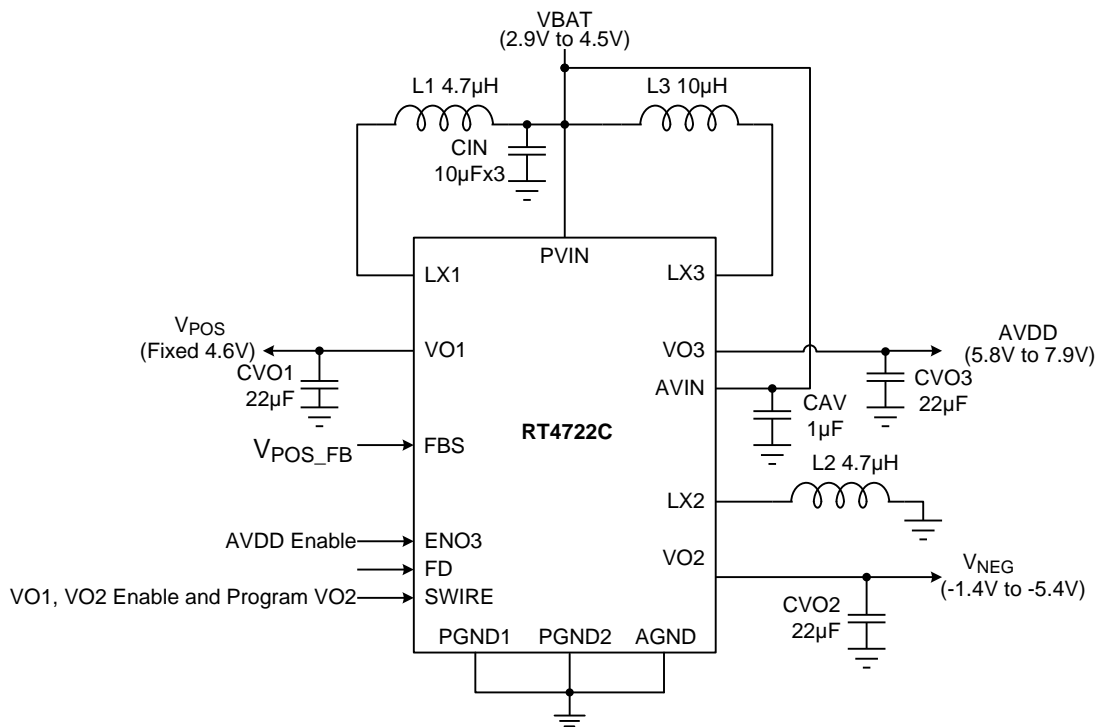 VBAT
(2.9V to 4.5V)
L1 4.7µH
L3 10µH
CIN
10µFx3
PVIN
LX1
LX3
VPOS
(Fixed 4.6V)
VO1
VO3
AVDD
(5.8V to 7.9V)
CVO1
22µF
AVIN
CVO3
22µF
CAV
1µF
RT4722C
VPOS_FB
FBS
L2 4.7µH
LX2
AVDD Enable
ENO3
VO2
FD
VNEG
(-1.4V to -5.4V)
VO1, VO2 Enable and Program VO2
SWIRE
CVO2
22µF
PGND1
PGND2
AGND